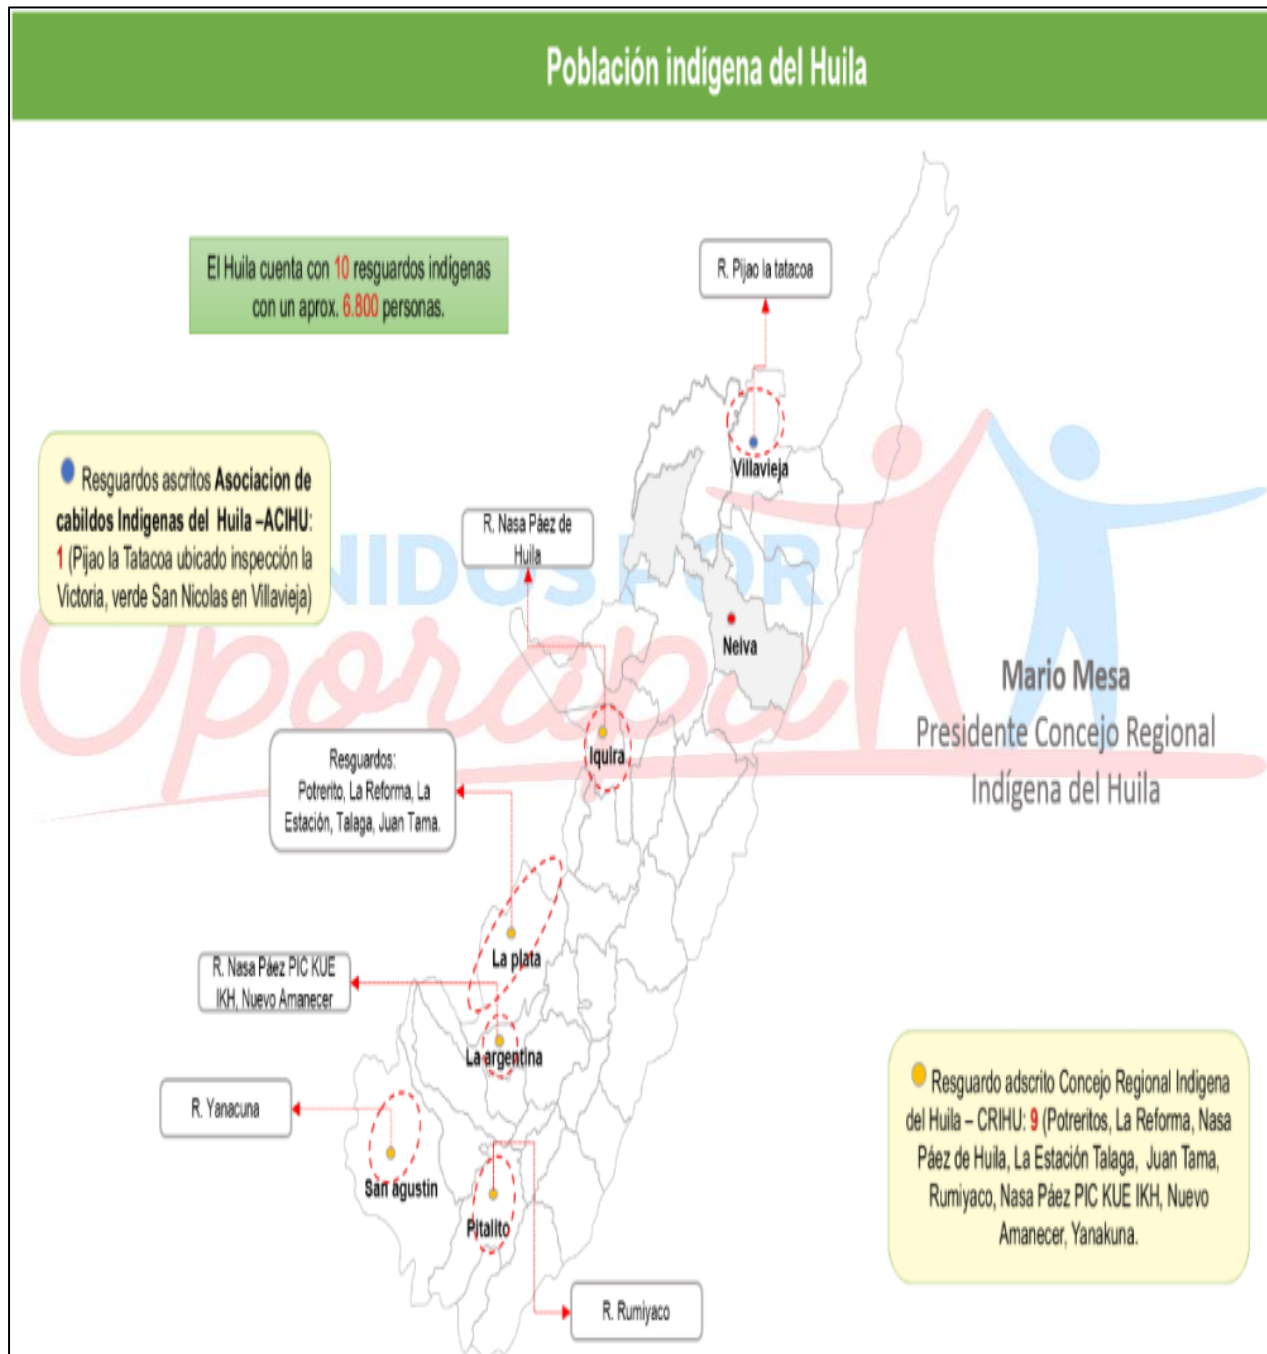 Población indígena del Huila
El Huila cuenta con 10 resguardos indígenas
con un aprox. 6.800 personas.
R. Pijao la tatacoa
Villavieja
Resguardos ascritos Asociacion de
cabildos Indigenas del Huila –ACIHU:
1 (Pijao la Tatacoa ubicado inspección la
Victoria, verde San Nicolas en Villavieja)
R. Nasa Páez de
Huila
NIDOS POR
Oporapa
Neiva
Mario Mesa
Presidente Concejo Regional
Indígena del Huila
Iquira
Resguardos:
Potrerito, La Reforma, La
Estación, Talaga, Juan Tama.
La plata
R. Nasa Páez PIC KUE
IKH, Nuevo Amanecer
La argentina
R. Yanacuna
San agustin
Pitalito
R. Rumiyaco
Resguardo adscrito Concejo Regional Indigena
del Huila – CRIHU: 9 (Potreritos, La Reforma, Nasa
Páez de Huila, La Estación Talaga, Juan Tama,
Rumiyaco, Nasa Páez PIC KUE IKH, Nuevo
Amanecer, Yanakuna.